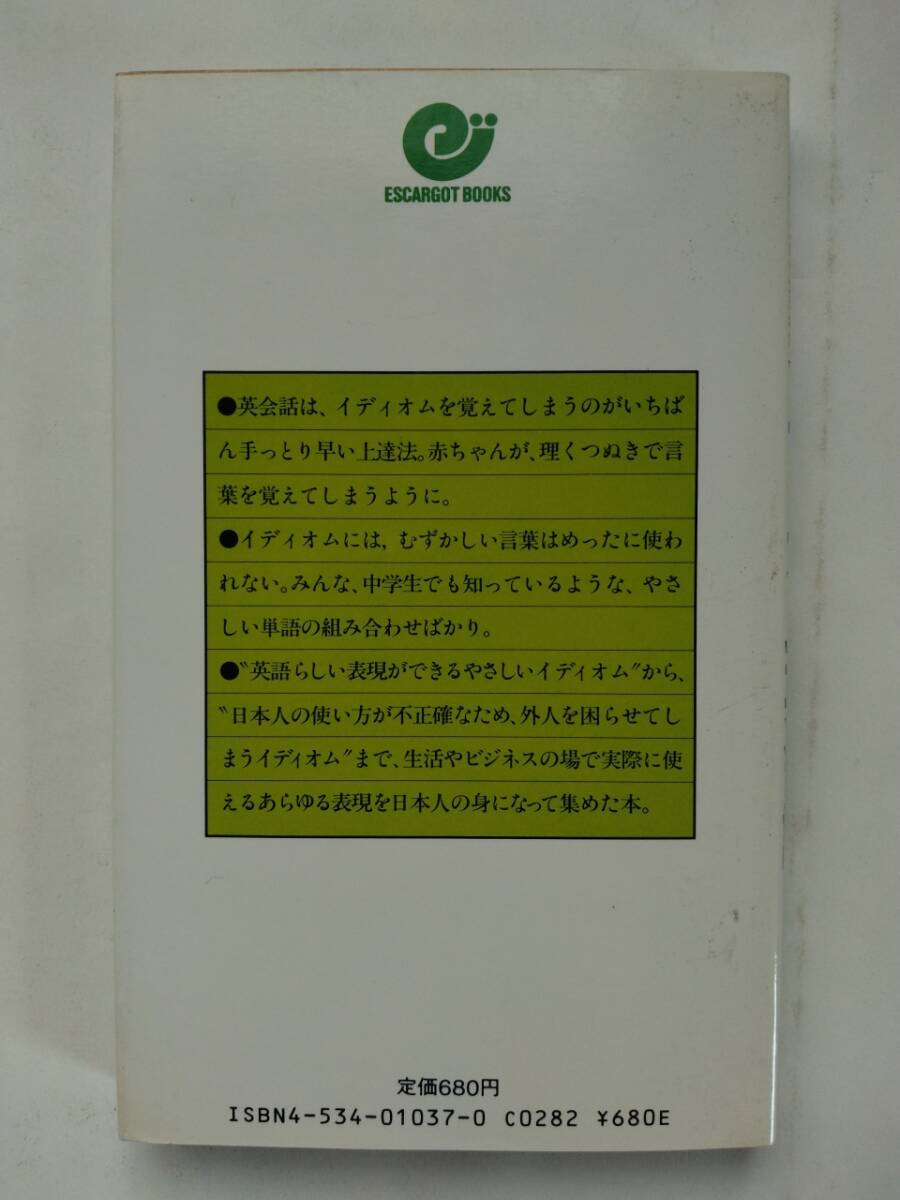 ESCARGOT BOOKS
●英会話は、イディオムを覚えてしまうのがいちば
ん手っとり早い上達法。赤ちゃんが、理くつぬきで言
葉を覚えてしまうように。
●イディオムには, むずかしい言葉はめったに使わ
れない。みんな、中学生でも知っているような、やさ
しい単語の組み合わせばかり。
●〝英語らしい表現ができるやさしいイディオム〟から、
〝日本人の使い方が不正確なため、外人を困らせてし
まうイディオム〟まで、生活やビジネスの場で実際に使
えるあらゆる表現を日本人の身になって集めた本。
定価680円
ISBN4-534-01037-0 C0282 ¥680E